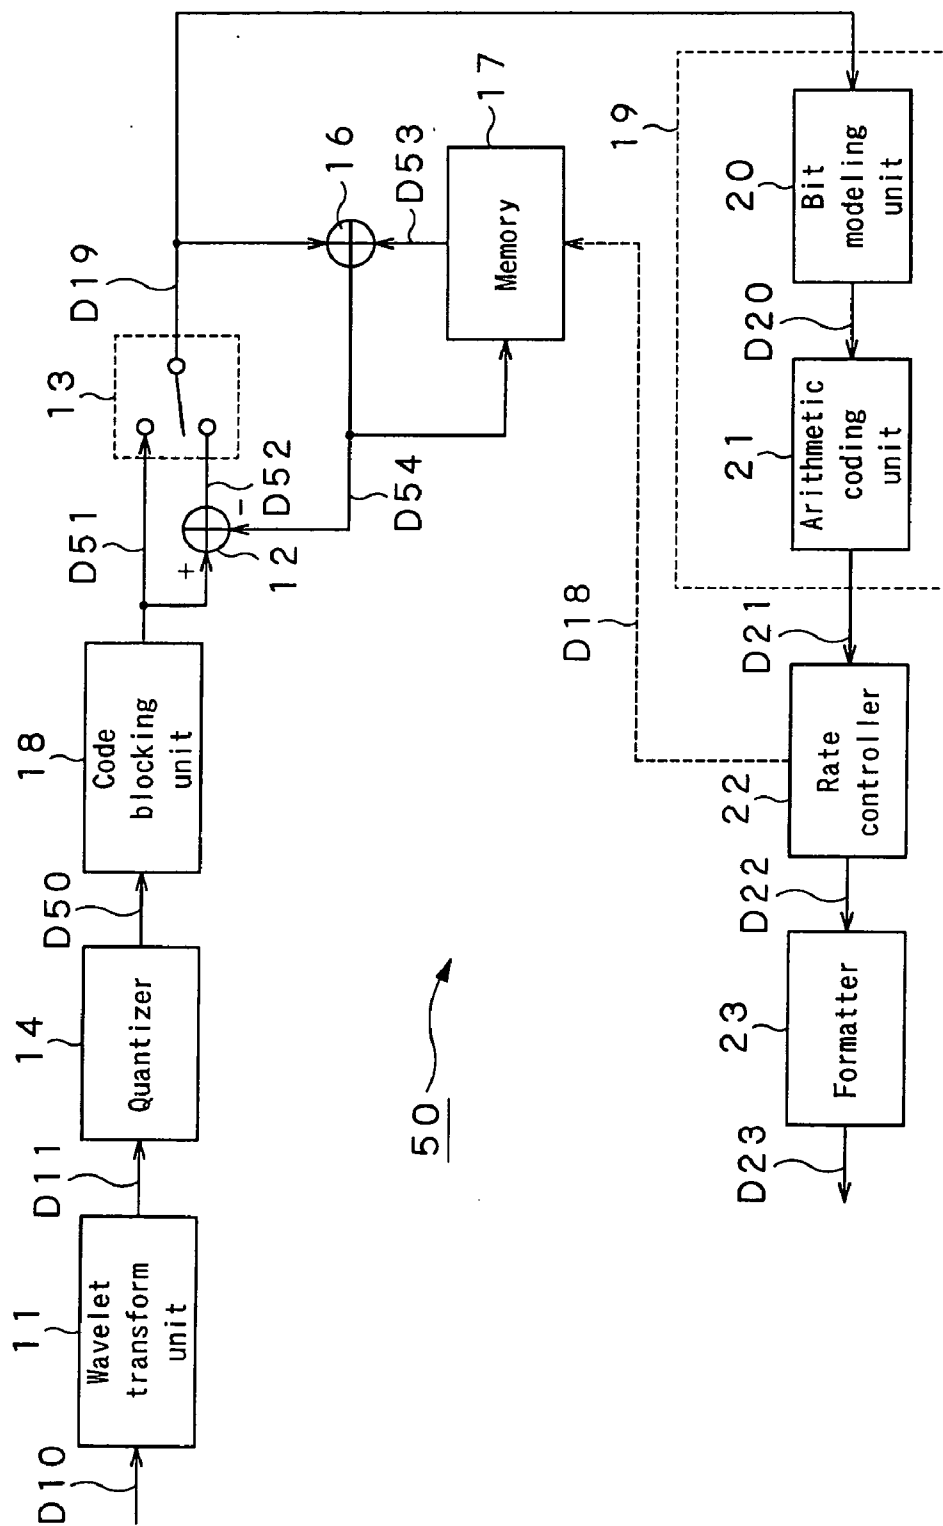 D10
11
Wavelet
transform
unit
D11
14
Quantizer
D50
18
Code
blocking
unit
D51
+
12
-
D52
13
D19
16
D53
17
Memory
D54
D18
19
20
Bit
modeling
unit
D20
21
Arithmetic
coding
unit
D21
22
Rate
controller
D22
23
Formatter
D23
50